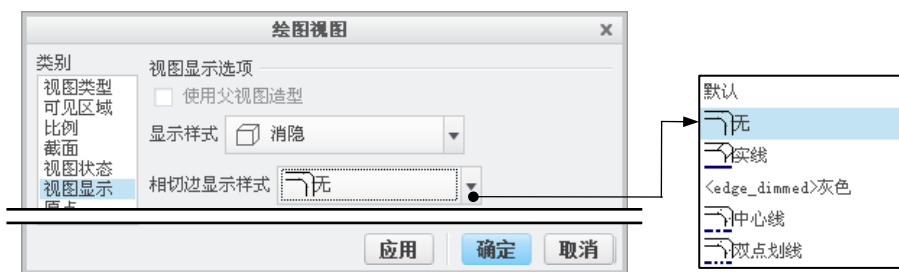 绘图视图
类别
视图类型
可见区域
比例
截面
视图状态
视图显示
原点
视图显示选项
使用父视图造型
显示样式 消隐
相切边显示样式 无
应用 确定 取消
默认
无
实线
<edge_dimmed>灰色
中心线
双点划线